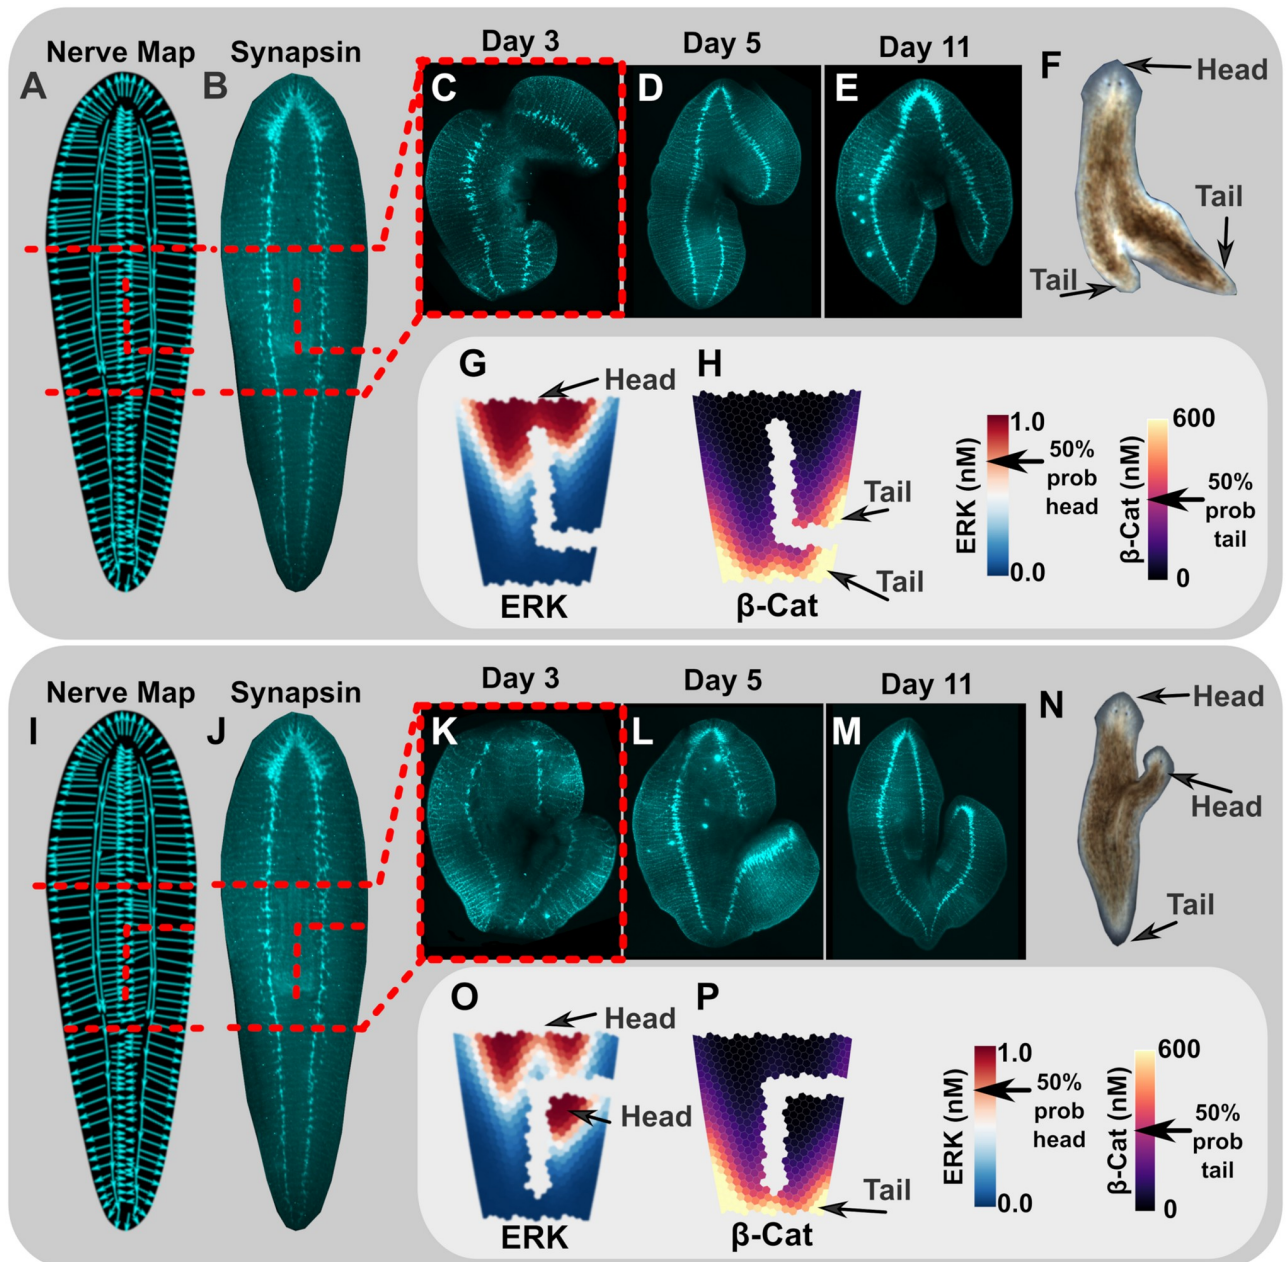 Nerve Map
Synapsin
Day 3
Day 5
Day 11
A
B
C
D
E
F
Head
Tail
Tail
G
Head
ERK
H
Tail
Tail
β-Cat
ERK (nM)
1.0
50%
prob
head
0.0
β-Cat (nM)
600
50%
prob
tail
0
Nerve Map
Synapsin
Day 3
Day 5
Day 11
I
J
K
L
M
N
Head
Head
Tail
O
Head
Head
ERK
P
Tail
β-Cat
ERK (nM)
1.0
50%
prob
head
0.0
β-Cat (nM)
600
50%
prob
tail
0